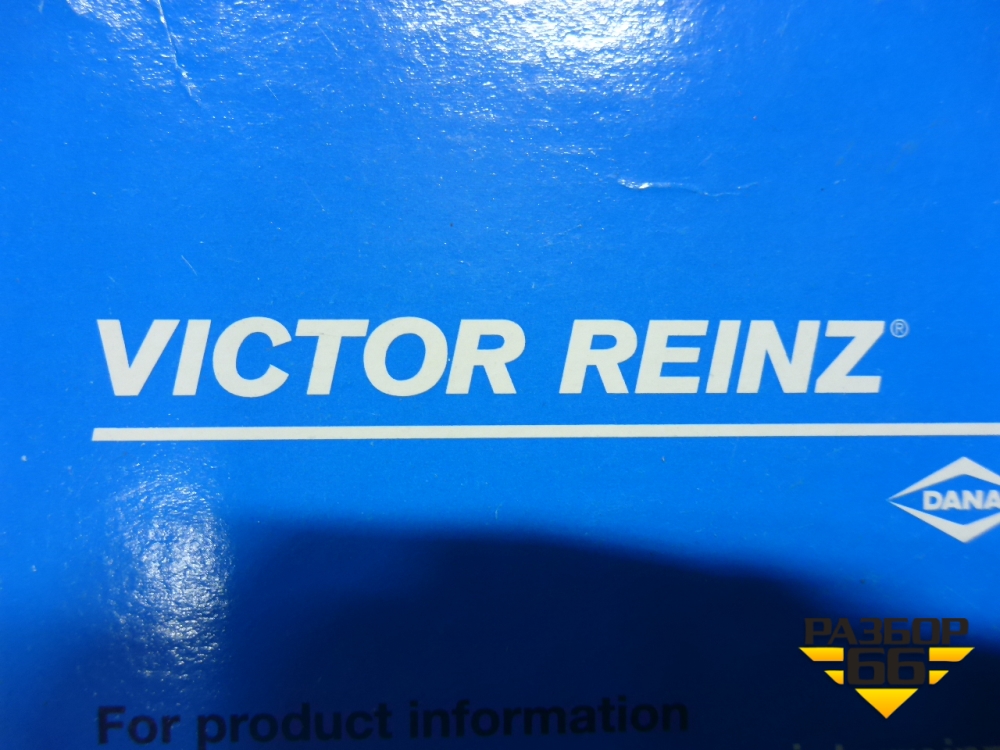 VICTOR REINZ®
DANA
РАЗБОР
66
For product information